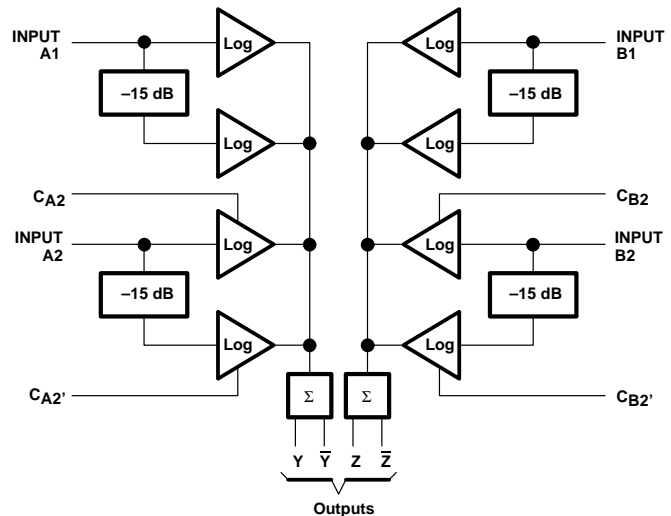 INPUT A1
Log
Log
INPUT B1
–15 dB
–15 dB
Log
Log
CA2
CB2
INPUT A2
Log
Log
INPUT B2
–15 dB
–15 dB
Log
Log
CA2'
CB2'
Σ
Σ
Y Y̅ Z Z̅
Outputs